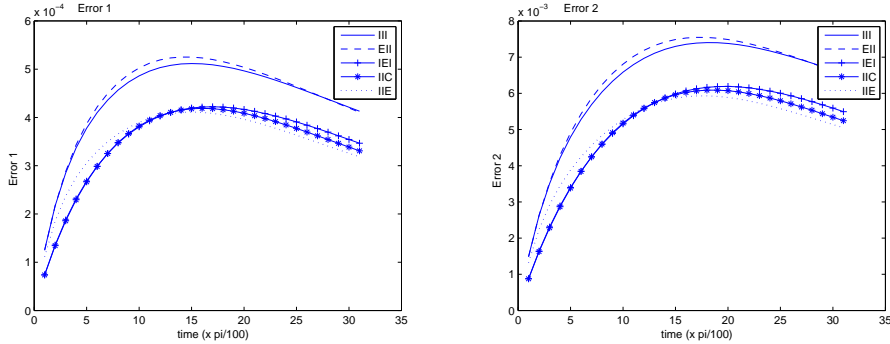 x 10⁻⁴
Error 1
6
5
4
3
2
1
0
Error 1
0 5 10 15 20 25 30 35
time (x pi/100)
III
EII
IEI
IIC
IIE
x 10⁻³
Error 2
8
7
6
5
4
3
2
1
0
Error 2
0 5 10 15 20 25 30 35
time (x pi/100)
III
EII
IEI
IIC
IIE